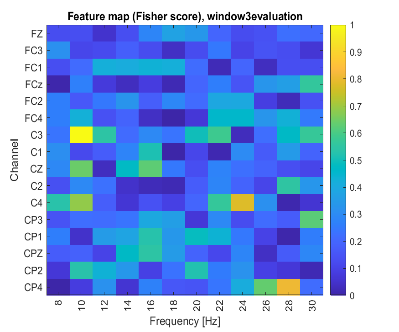 Feature map (Fisher score), window3evaluation
FZ
FC3
FC1
FCz
FC2
FC4
C3
C1
CZ
C2
C4
CP3
CP1
CPZ
CP2
CP4
Channel
8 10 12 14 16 18 20 22 24 26 28 30
Frequency [Hz]
1
0.9
0.8
0.7
0.6
0.5
0.4
0.3
0.2
0.1
0